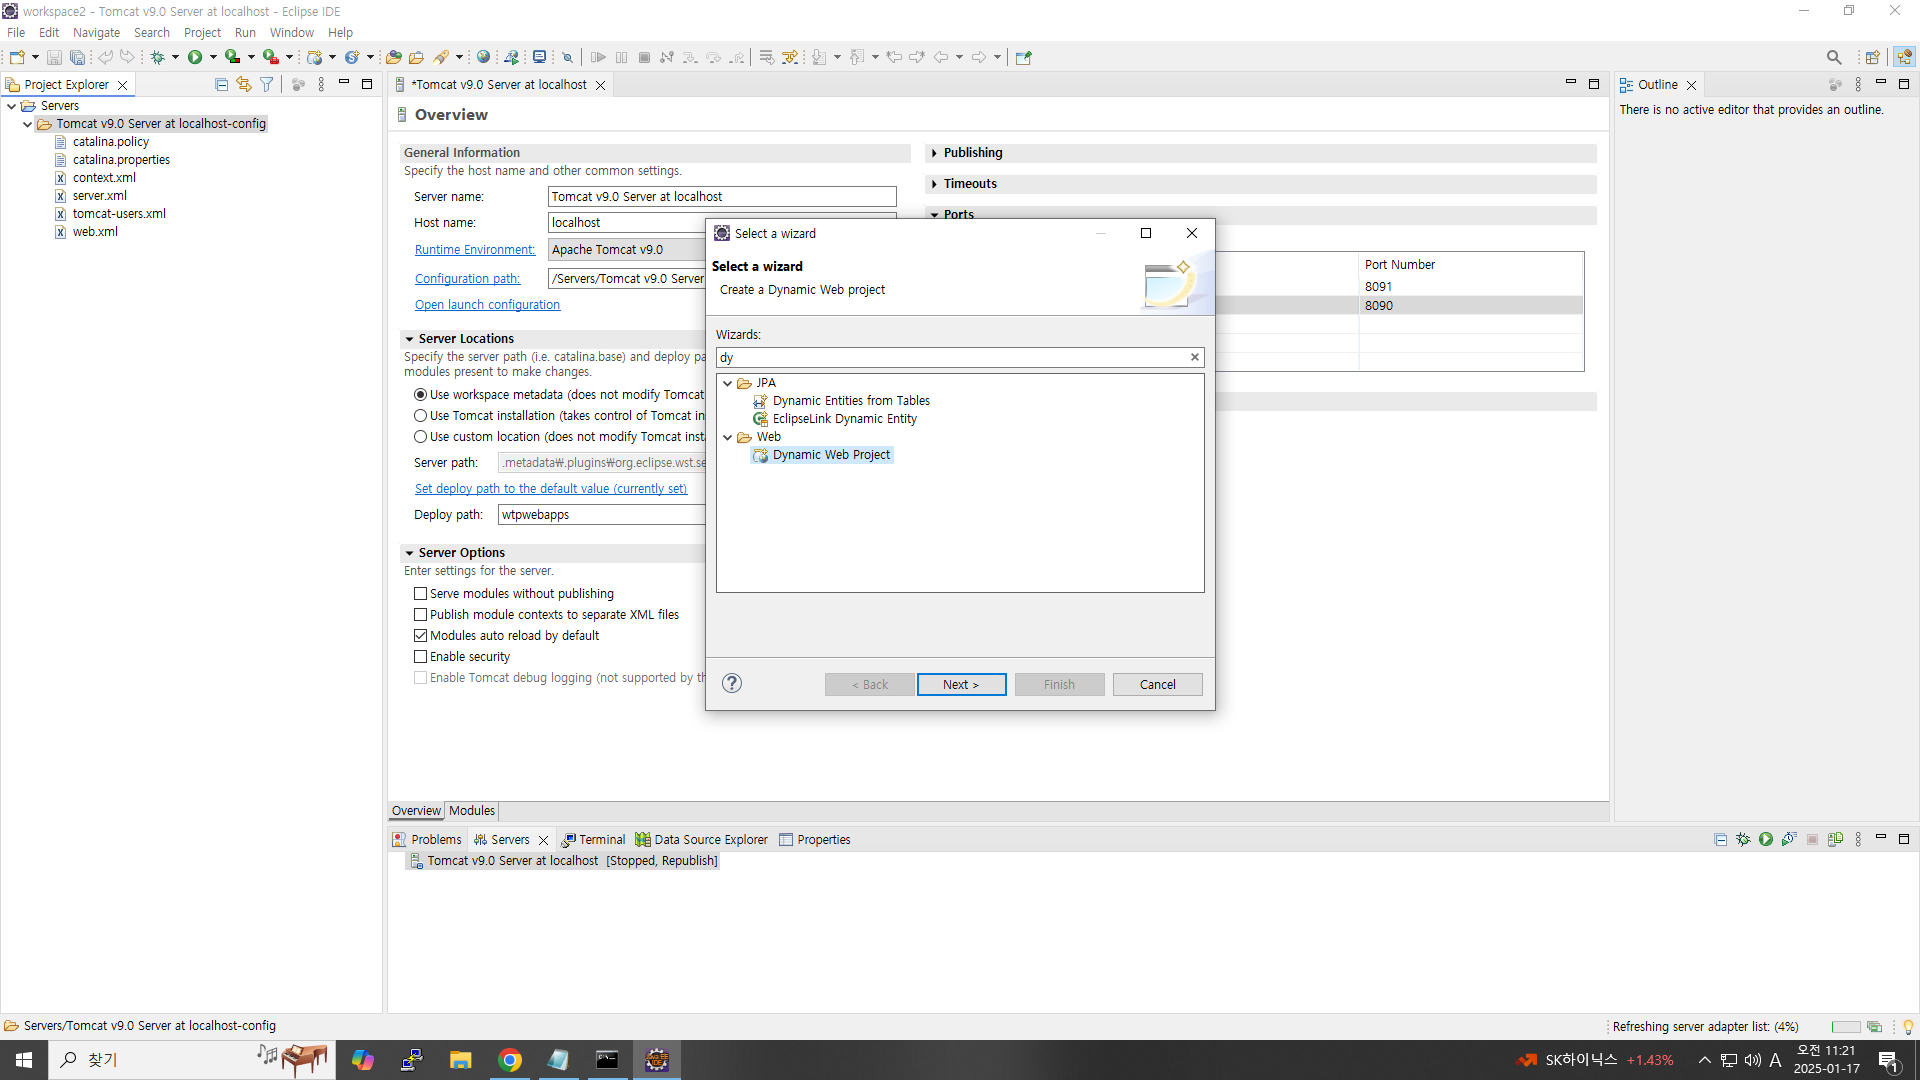 workspace2 - Tomcat v9.0 Server at localhost - Eclipse IDE
File Edit Navigate Search Project Run Window Help
Project Explorer
*Tomcat v9.0 Server at localhost
Outline
Servers
Tomcat v9.0 Server at localhost-config
catalina.policy
catalina.properties
context.xml
server.xml
tomcat-users.xml
web.xml
Overview
General Information
Specify the host name and other common settings.
Server name: Tomcat v9.0 Server at localhost
Host name: localhost
Runtime Environment: Apache Tomcat v9.0
Configuration path: /Servers/Tomcat v9.0 Server
Open launch configuration
Server Locations
Specify the server path (i.e. catalina.base) and deploy pa
modules present to make changes.
Use workspace metadata (does not modify Tomcat
Use Tomcat installation (takes control of Tomcat in
Use custom location (does not modify Tomcat inst
Server path: .metadata₩.plugins₩org.eclipse.wst.se
Set deploy path to the default value (currently set)
Deploy path: wtpwebapps
Server Options
Enter settings for the server.
Serve modules without publishing
Publish module contexts to separate XML files
Modules auto reload by default
Enable security
Enable Tomcat debug logging (not supported by th
Publishing
Timeouts
Ports
Port Number
8091
8090
Select a wizard
Select a wizard
Create a Dynamic Web project
Wizards:
dy
JPA
Dynamic Entities from Tables
EclipseLink Dynamic Entity
Web
Dynamic Web Project
< Back Next > Finish Cancel
There is no active editor that provides an outline.
Overview Modules
Problems Servers Terminal Data Source Explorer Properties
Tomcat v9.0 Server at localhost [Stopped, Republish]
Servers/Tomcat v9.0 Server at localhost-config
Refreshing server adapter list: (4%)
찾기
SK하이닉스 +1.43%
A
오전 11:21
2025-01-17
1